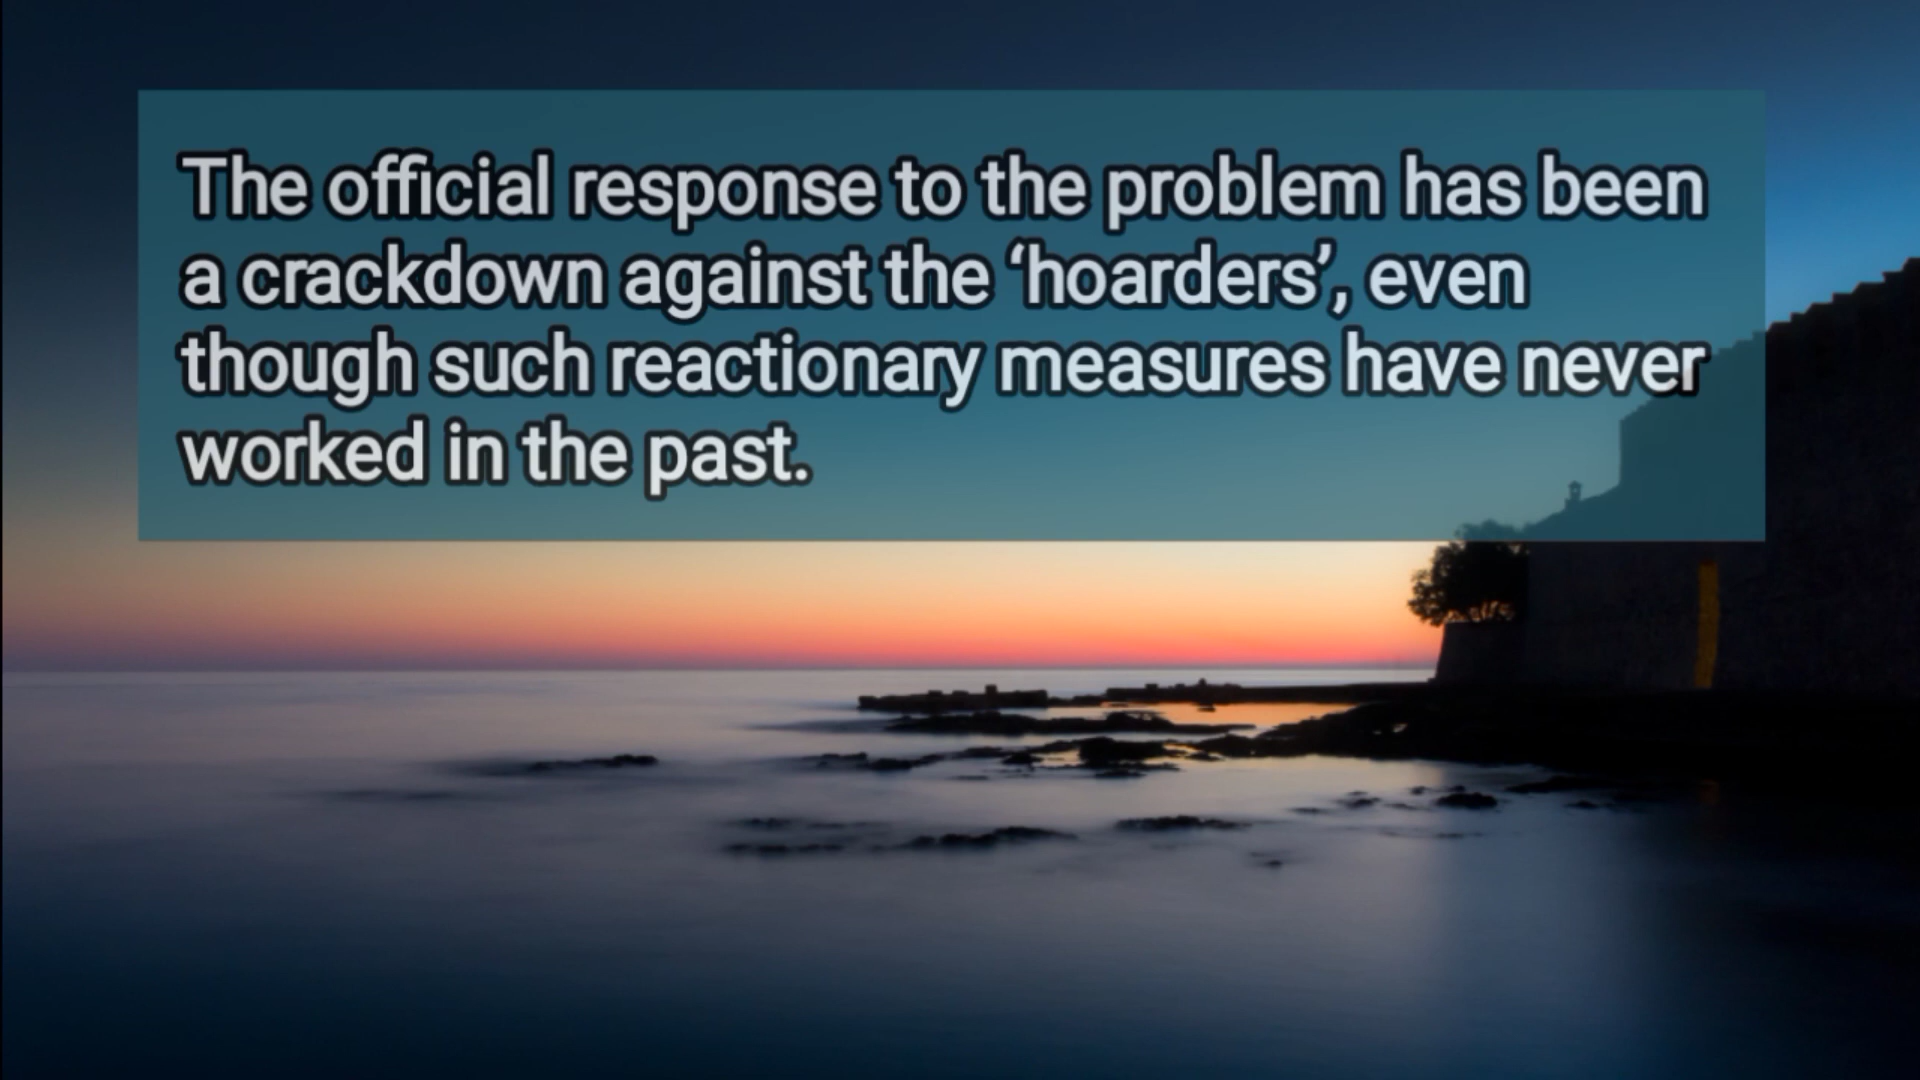 The official response to the problem has been
a crackdown against the ‘hoarders’, even
though such reactionary measures have never
worked in the past.